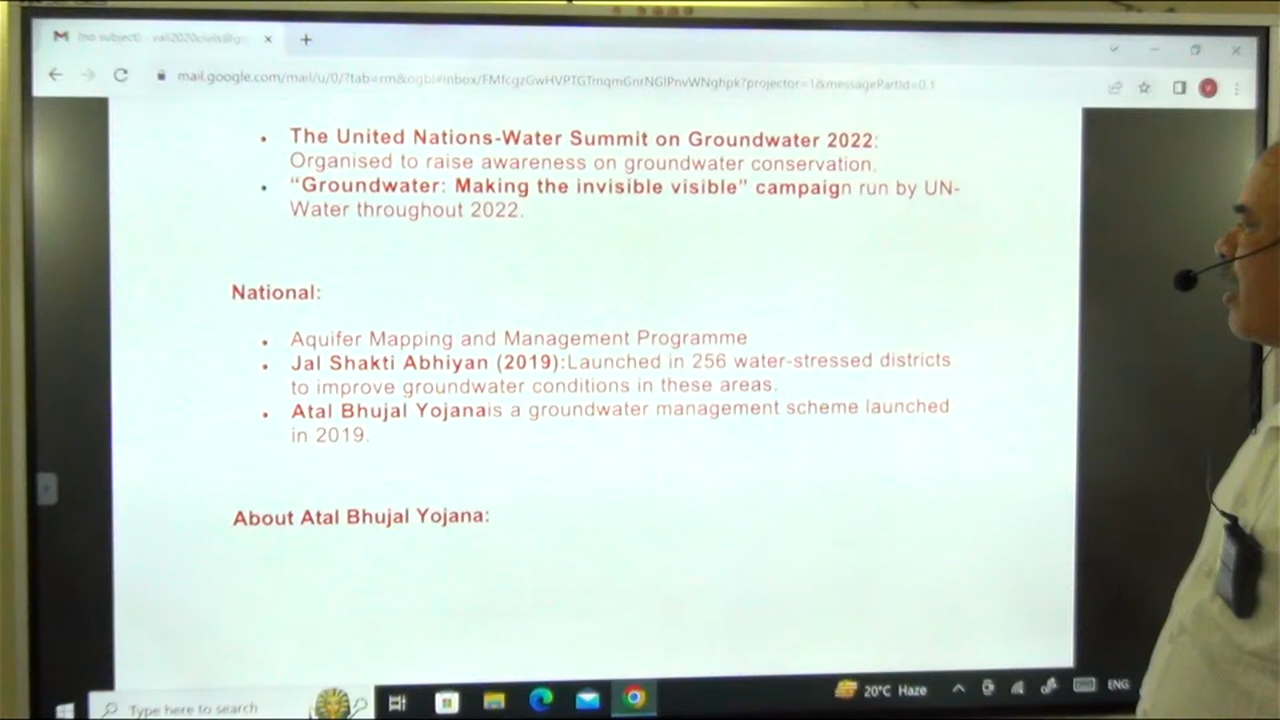 (no subject) - vali2020civils@g
mail.google.com/mail/u/0/?tab=rm&ogbl#inbox/FMfcgzGwHVPTGTmqmGnrNGlPnvWNghpk?projector=1&messagePartId=0.1
• The United Nations-Water Summit on Groundwater 2022:
Organised to raise awareness on groundwater conservation.
• “Groundwater: Making the invisible visible” campaign run by UN-
Water throughout 2022.
National:
• Aquifer Mapping and Management Programme
• Jal Shakti Abhiyan (2019):Launched in 256 water-stressed districts
to improve groundwater conditions in these areas.
• Atal Bhujal Yojanais a groundwater management scheme launched
in 2019.
About Atal Bhujal Yojana:
Type here to search
20°C Haze
ENG